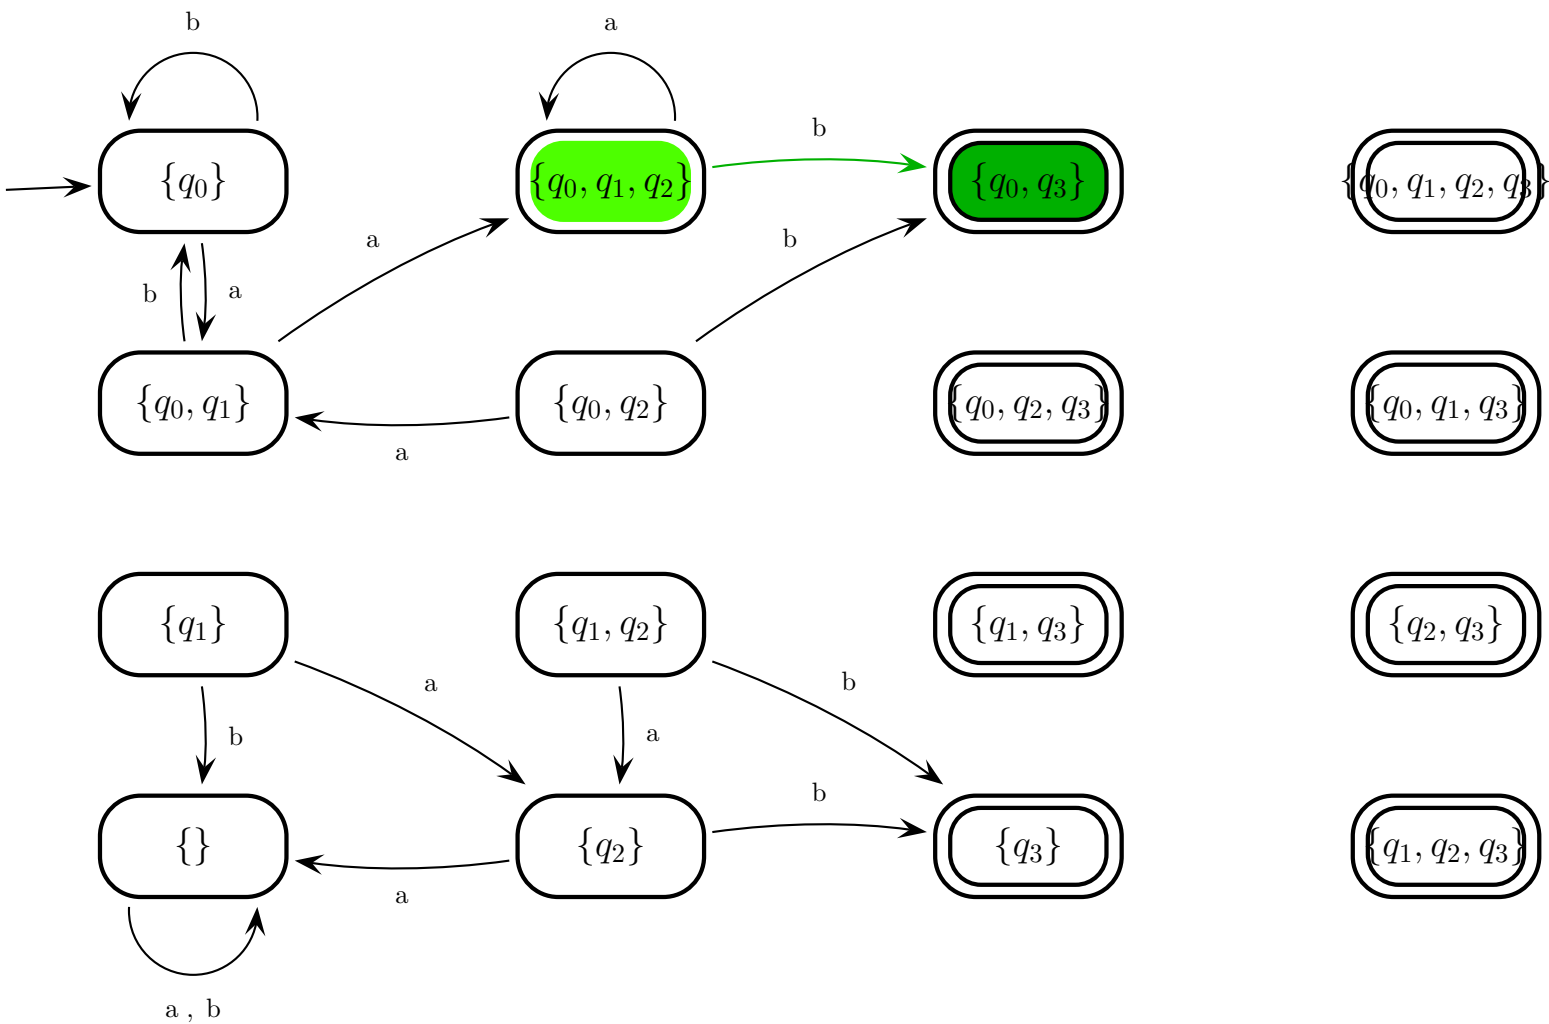 b a
b
{q₀} {q₀, q₁, q₂} {q₀, q₃} {q₀, q₁, q₂, q₃}
a b
b a
{q₀, q₁} {q₀, q₂} {q₀, q₂, q₃} {q₀, q₁, q₃}
a
{q₁} {q₁, q₂} {q₁, q₃} {q₂, q₃}
a b
b a
b
{} {q₂} {q₃} {q₁, q₂, q₃}
a
a , b